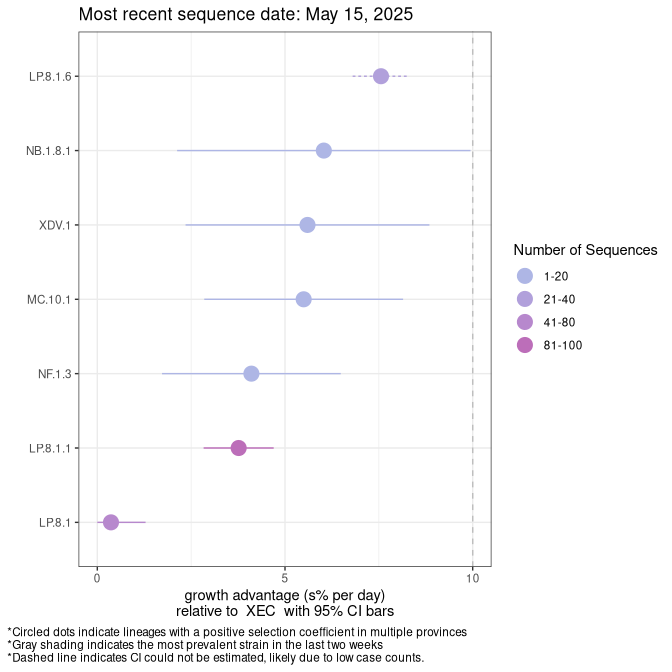 Most recent sequence date: May 15, 2025
LP.8.1.6
NB.1.8.1
XDV.1
MC.10.1
NF.1.3
LP.8.1.1
LP.8.1
0 5 10
growth advantage (s% per day)
relative to XEC with 95% CI bars
Number of Sequences
1-20
21-40
41-80
81-100
*Circled dots indicate lineages with a positive selection coefficient in multiple provinces
*Gray shading indicates the most prevalent strain in the last two weeks
*Dashed line indicates CI could not be estimated, likely due to low case counts.